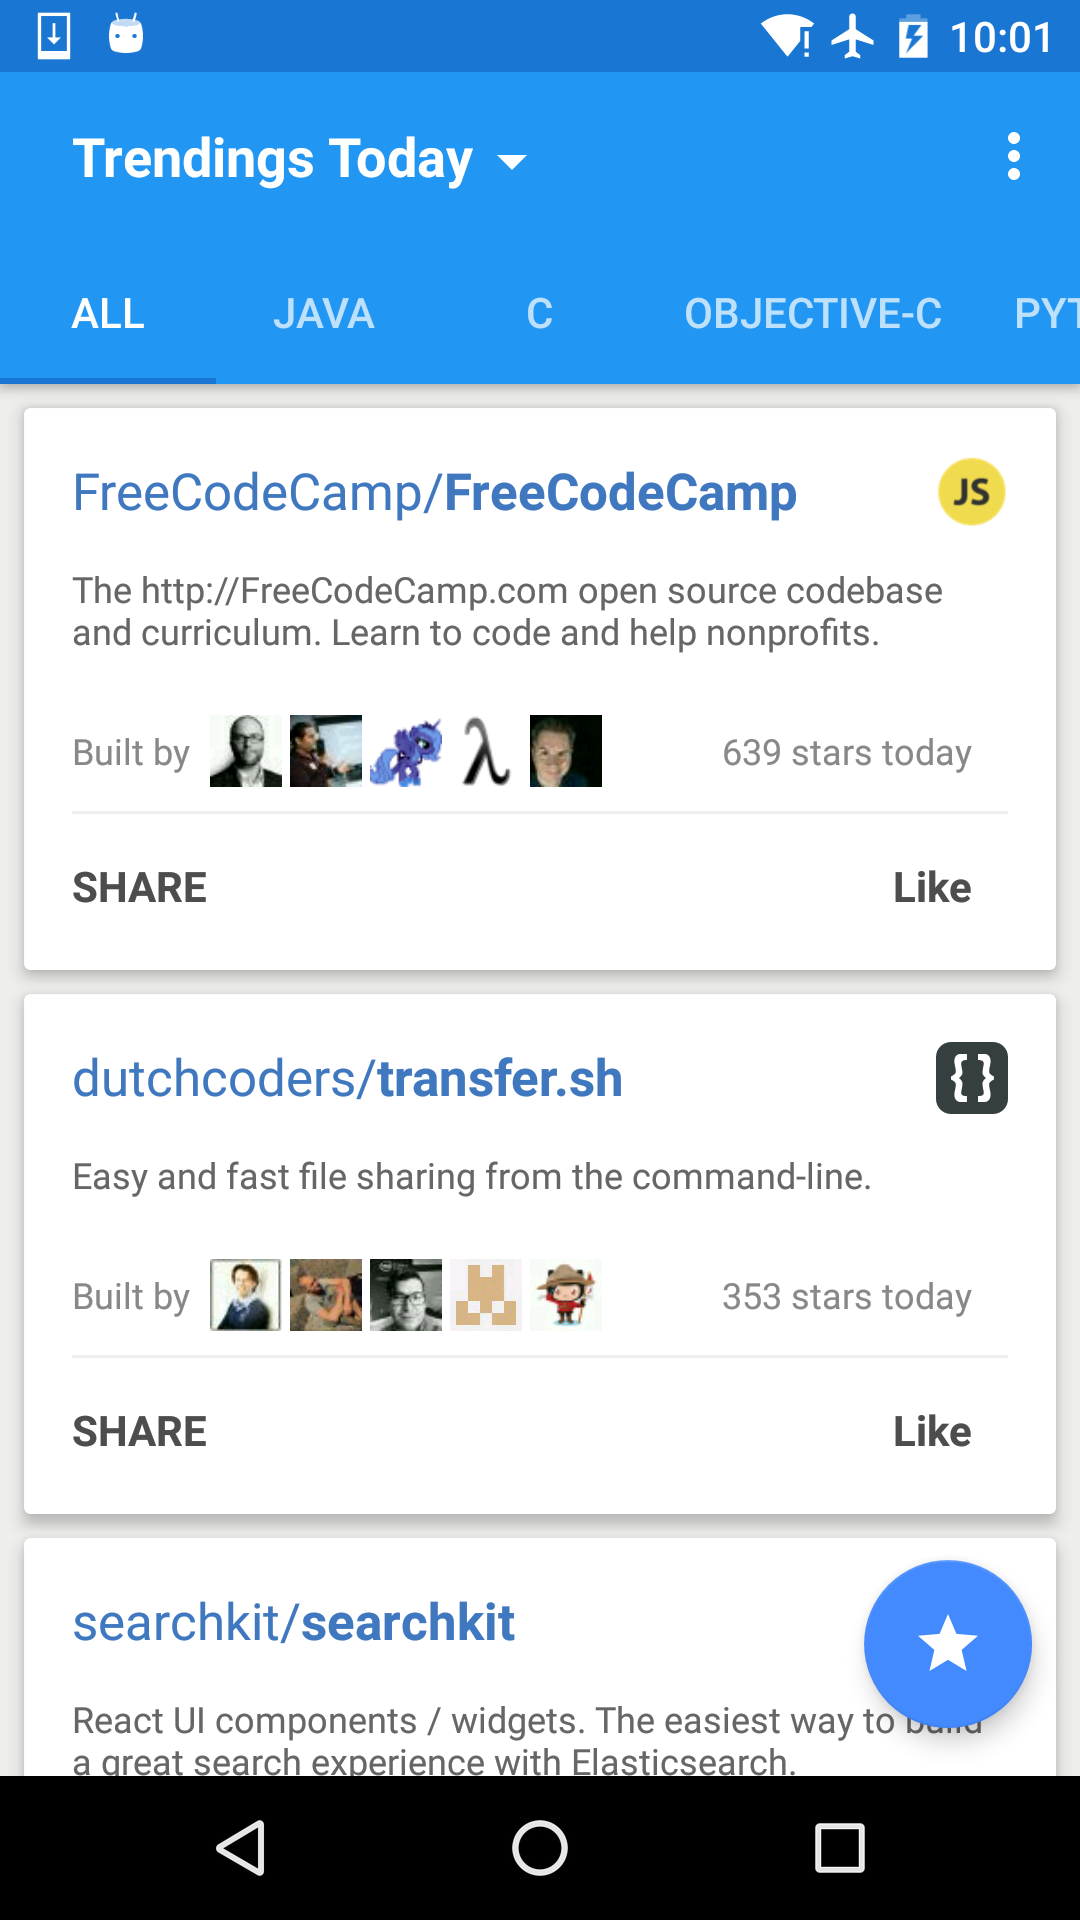 10:01
Trendings Today
ALL JAVA C OBJECTIVE-C PYT
FreeCodeCamp/FreeCodeCamp
JS
The http://FreeCodeCamp.com open source codebase
and curriculum. Learn to code and help nonprofits.
Built by λ 639 stars today
SHARE Like
dutchcoders/transfer.sh
{}
Easy and fast file sharing from the command-line.
Built by 353 stars today
SHARE Like
searchkit/searchkit
React UI components / widgets. The easiest way to build
a great search experience with Elasticsearch.